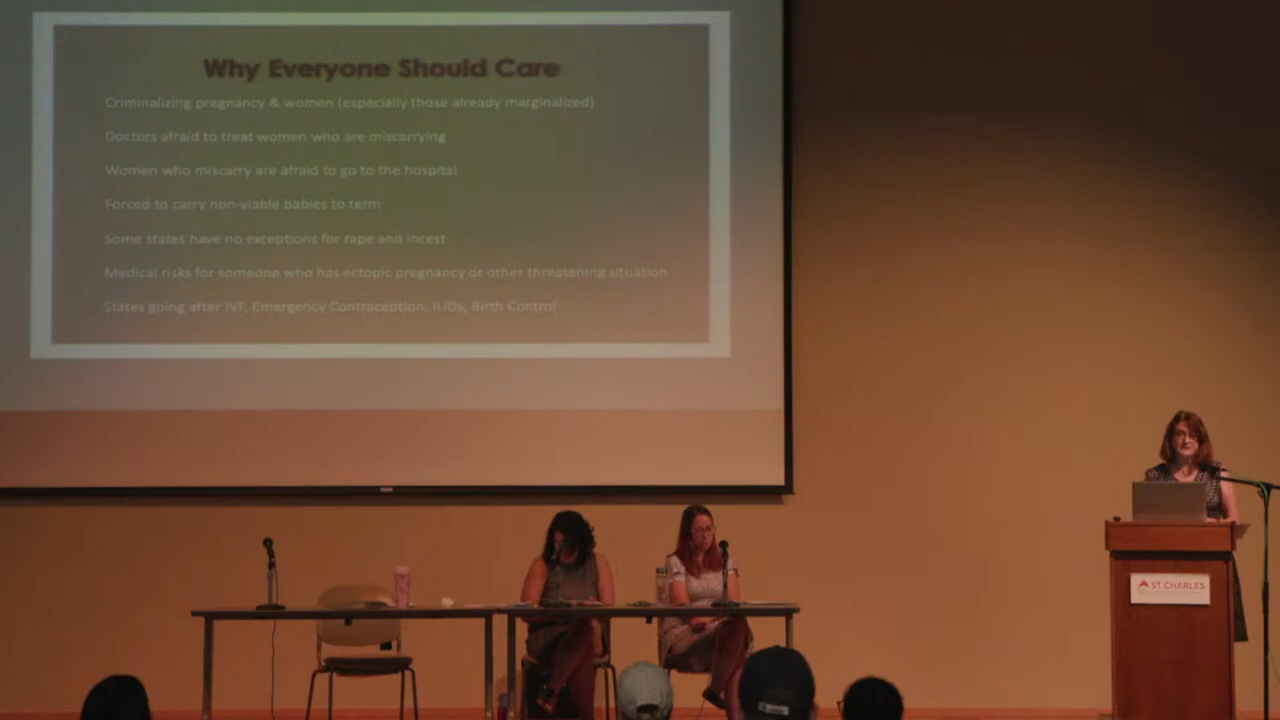 Why Everyone Should Care
Criminalizing pregnancy & women (especially those already marginalized)
Doctors afraid to treat women who are miscarrying
Women who miscarry are afraid to go to the hospital
Forced to carry non-viable babies to term
Some states have no exceptions for rape and incest
Medical risks for someone who has ectopic pregnancy or other threatening situation
States going after IVF, Emergency Contraception, IUDs, Birth Control
ST. CHARLES